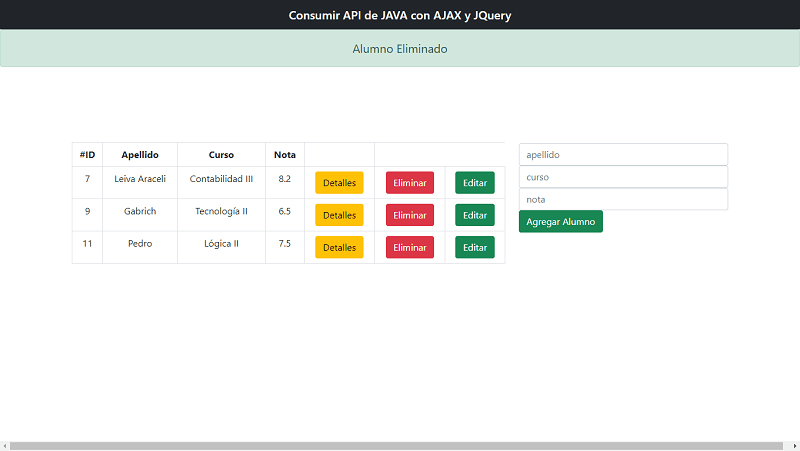 Consumir API de JAVA con AJAX y JQuery
Alumno Eliminado
#ID Apellido Curso Nota
7 Leiva Araceli Contabilidad III 8.2 Detalles Eliminar Editar
9 Gabrich Tecnología II 6.5 Detalles Eliminar Editar
11 Pedro Lógica II 7.5 Detalles Eliminar Editar
apellido
curso
nota
Agregar Alumno